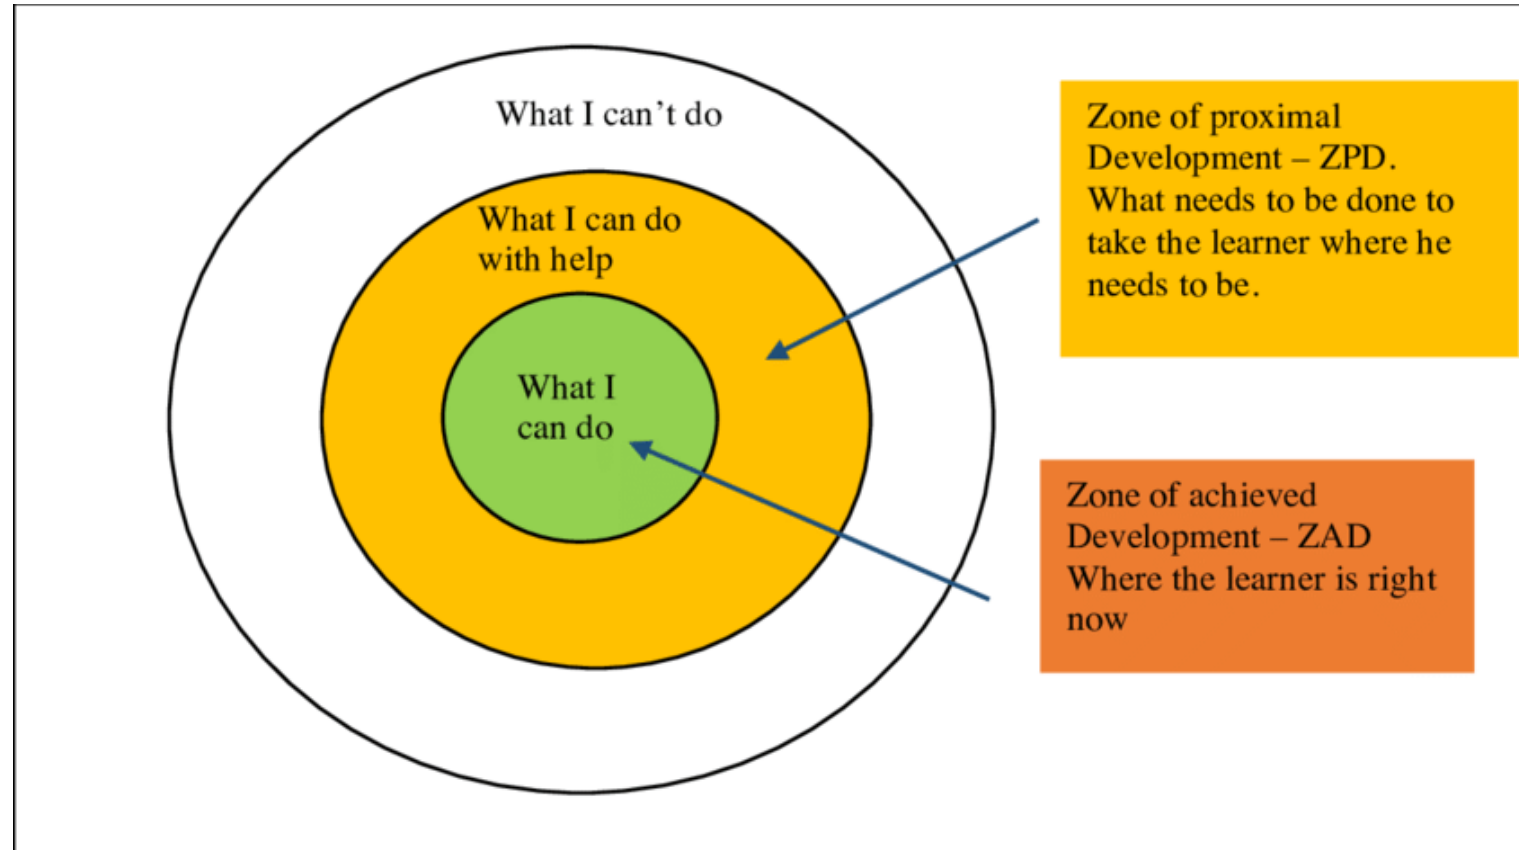 What I can't do
What I can do
with help
What I
can do
Zone of proximal
Development – ZPD.
What needs to be done to
take the learner where he
needs to be.
Zone of achieved
Development – ZAD
Where the learner is right
now